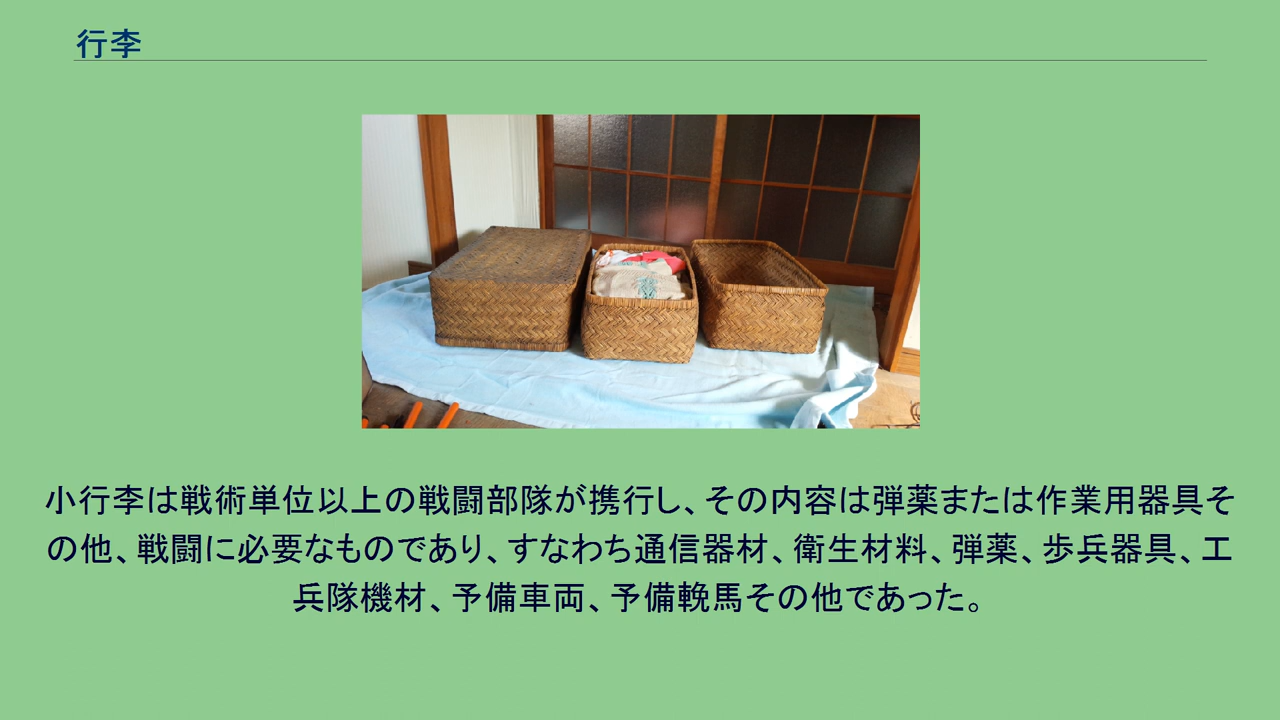 行李
小行李は戦術単位以上の戦闘部隊が携行し、その内容は弾薬または作業用器具そ
の他、戦闘に必要なものであり、すなわち通信器材、衛生材料、弾薬、歩兵器具、工
兵隊機材、予備車両、予備輓馬その他であった。